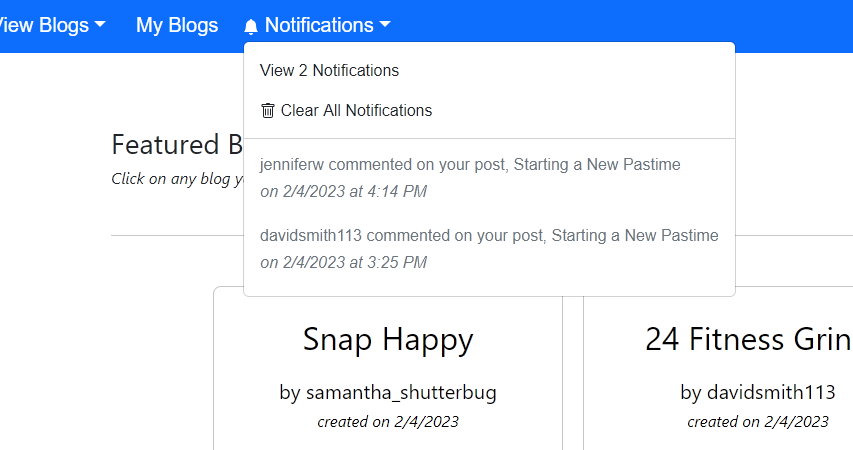 View Blogs My Blogs Notifications
View 2 Notifications
Clear All Notifications
Featured B
Click on any blog yo
jenniferw commented on your post, Starting a New Pastime
on 2/4/2023 at 4:14 PM
davidsmith113 commented on your post, Starting a New Pastime
on 2/4/2023 at 3:25 PM
Snap Happy
by samantha_shutterbug
created on 2/4/2023
24 Fitness Grin
by davidsmith113
created on 2/4/2023